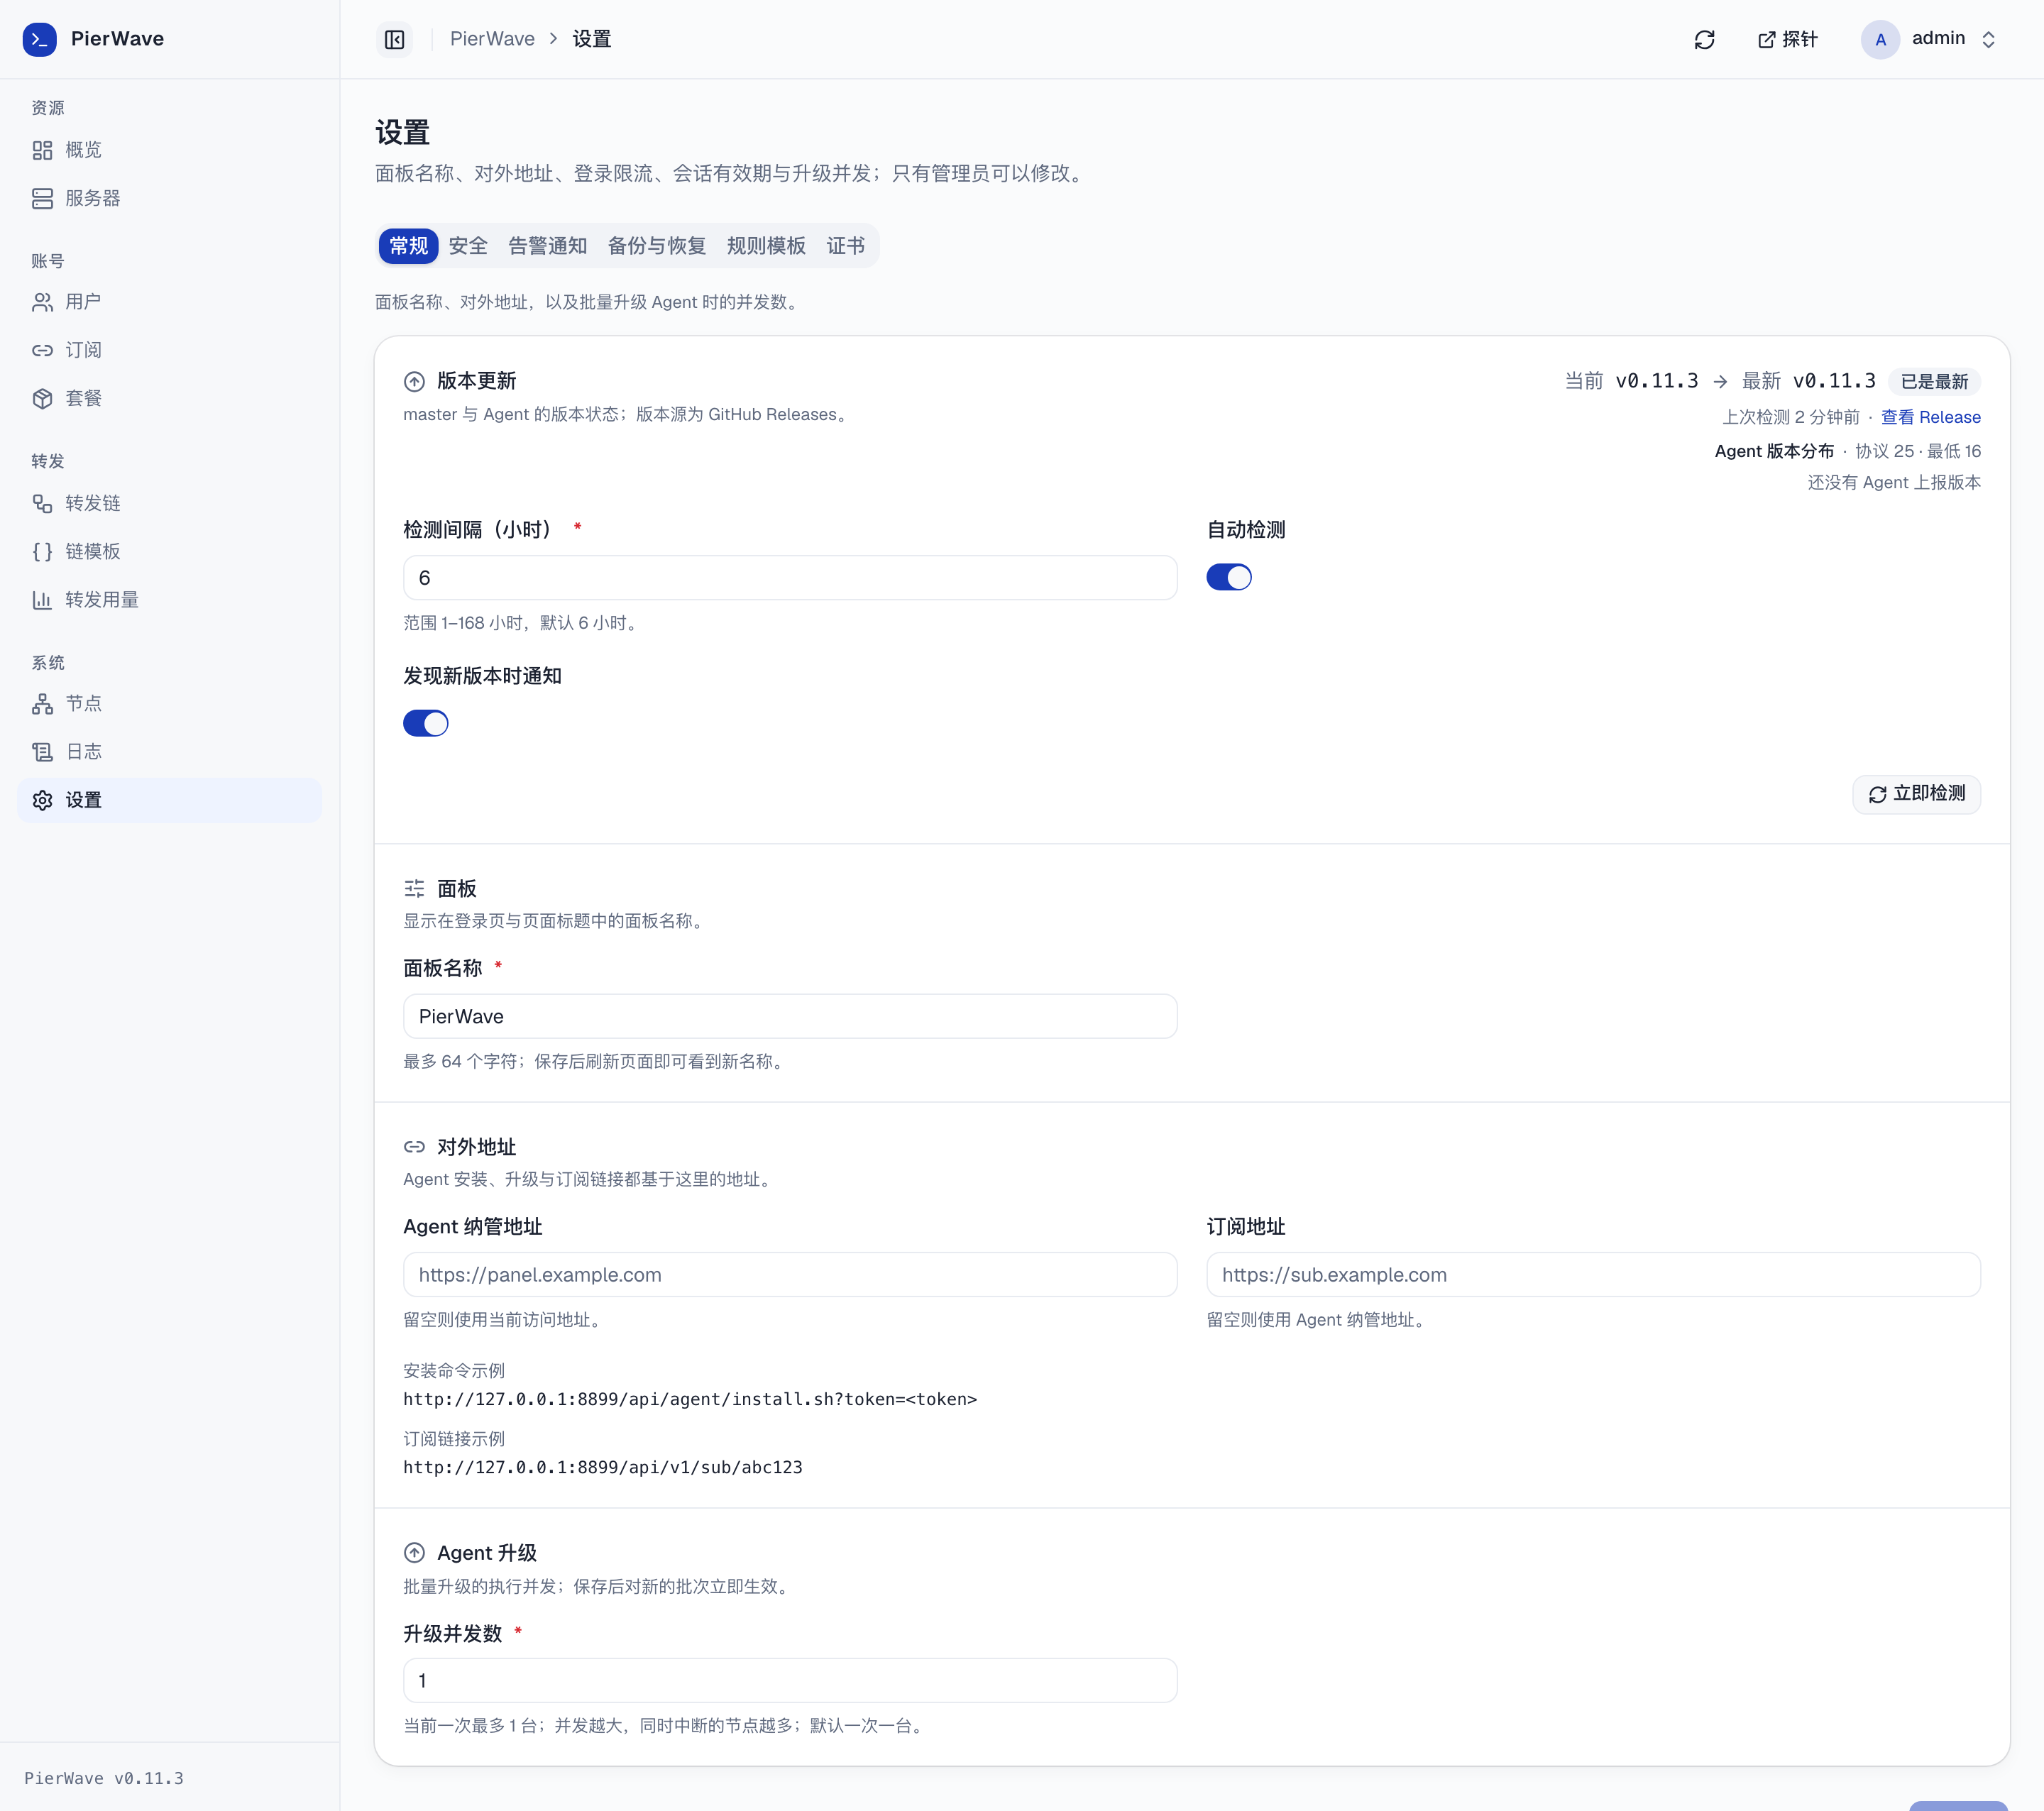 PierWave
资源
概览
服务器
账号
用户
订阅
套餐
转发
转发链
链模板
转发用量
系统
节点
日志
设置
PierWave v0.11.3
PierWave > 设置
探针
A admin
设置
面板名称、对外地址、登录限流、会话有效期与升级并发；只有管理员可以修改。
常规 安全 告警通知 备份与恢复 规则模板 证书
面板名称、对外地址，以及批量升级 Agent 时的并发数。
版本更新
master 与 Agent 的版本状态；版本源为 GitHub Releases。
当前 v0.11.3 → 最新 v0.11.3 已是最新
上次检测 2 分钟前 · 查看 Release
Agent 版本分布 · 协议 25 · 最低 16
还没有 Agent 上报版本
检测间隔（小时） *
6
范围 1–168 小时，默认 6 小时。
自动检测
发现新版本时通知
立即检测
面板
显示在登录页与页面标题中的面板名称。
面板名称 *
PierWave
最多 64 个字符；保存后刷新页面即可看到新名称。
对外地址
Agent 安装、升级与订阅链接都基于这里的地址。
Agent 纳管地址
https://panel.example.com
留空则使用当前访问地址。
订阅地址
https://sub.example.com
留空则使用 Agent 纳管地址。
安装命令示例
http://127.0.0.1:8899/api/agent/install.sh?token=<token>
订阅链接示例
http://127.0.0.1:8899/api/v1/sub/abc123
Agent 升级
批量升级的执行并发；保存后对新的批次立即生效。
升级并发数 *
1
当前一次最多 1 台；并发越大，同时中断的节点越多；默认一次一台。